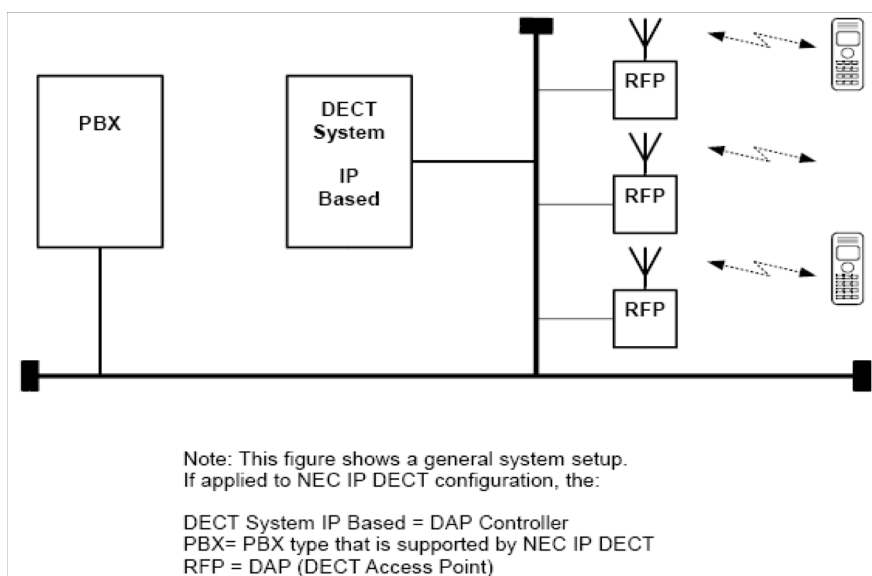 PBX
DECT
System
IP
Based
RFP
RFP
RFP
Note: This figure shows a general system setup.
If applied to NEC IP DECT configuration, the:
DECT System IP Based = DAP Controller
PBX= PBX type that is supported by NEC IP DECT
RFP = DAP (DECT Access Point)